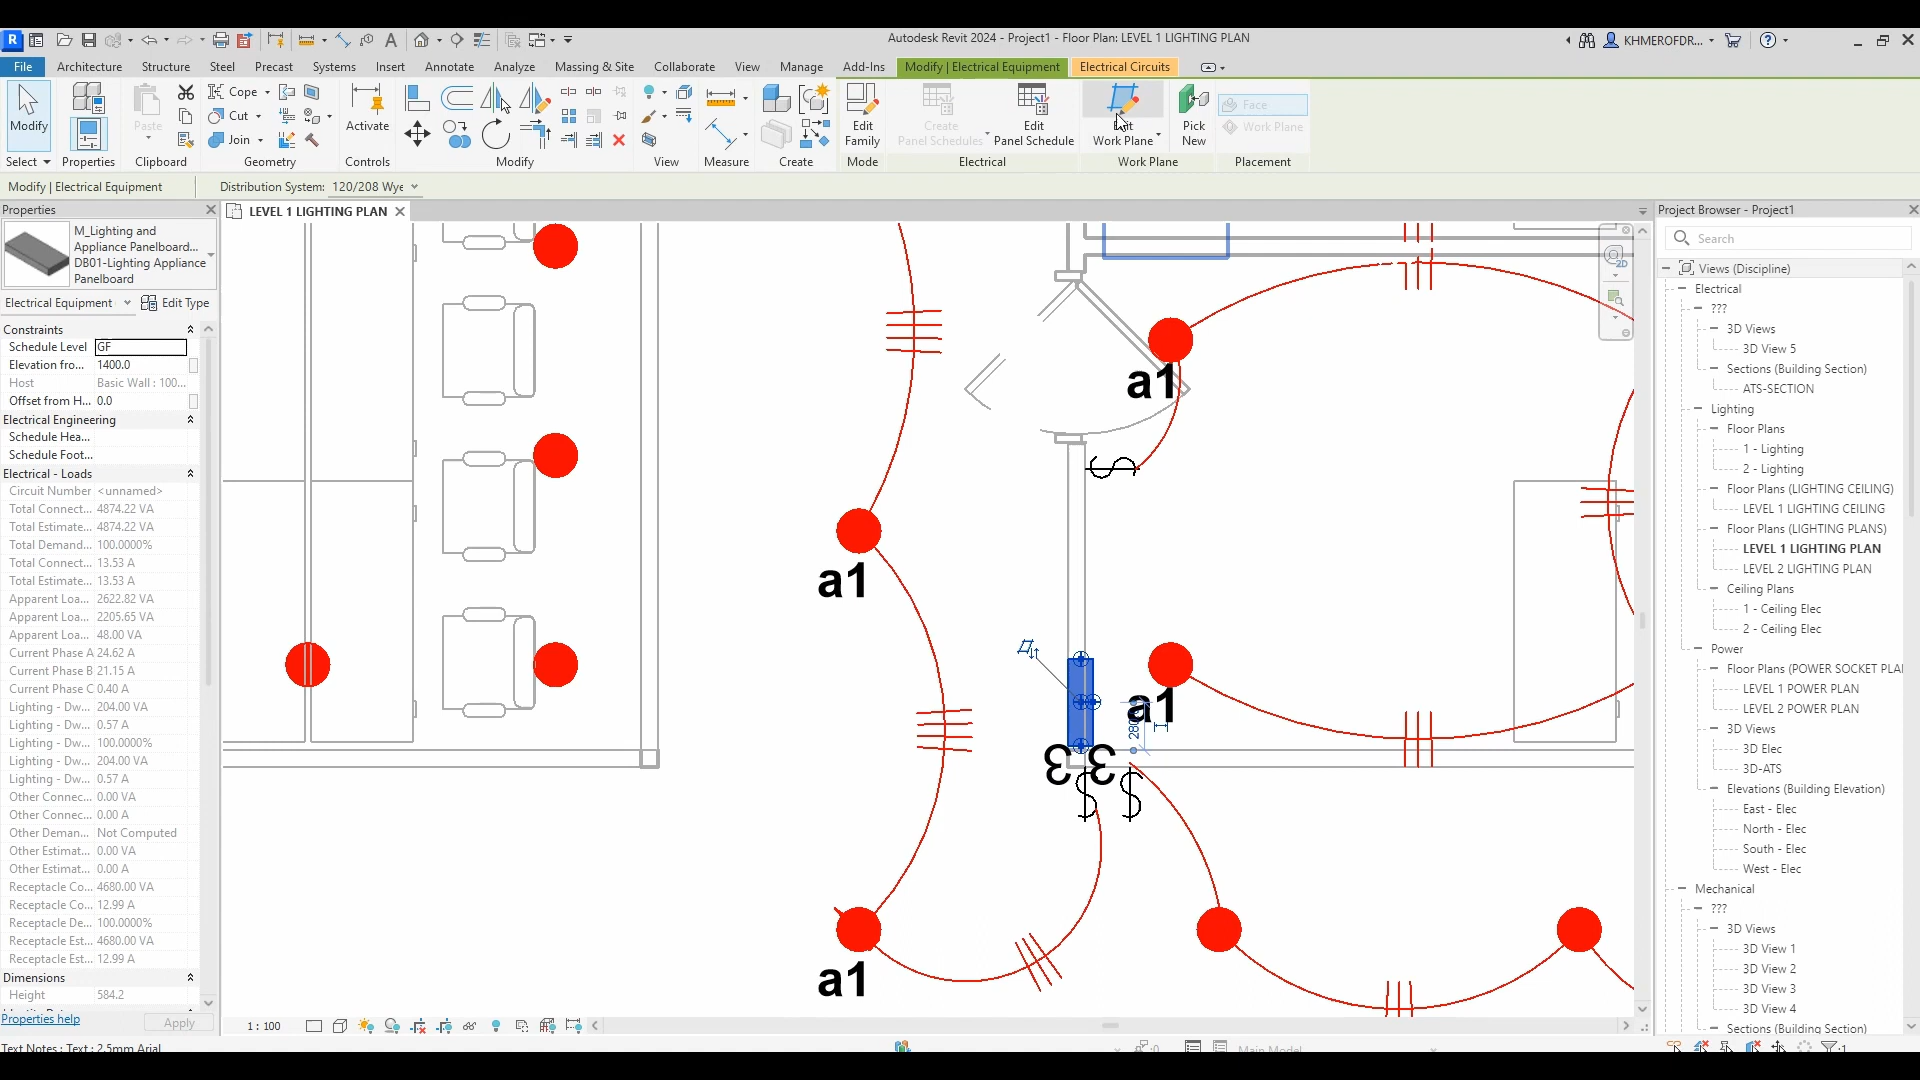 Autodesk Revit 2024 - Project1 - Floor Plan: LEVEL 1 LIGHTING PLAN
KHMEROFDR...
File Architecture Structure Steel Precast Systems Insert Annotate Analyze Massing & Site Collaborate View Manage Add-Ins Modify | Electrical Equipment Electrical Circuits
Modify
Paste
Cope
Cut
Join
Activate
Edit Family
Create Panel Schedules
Edit Panel Schedule
Work Plane
Pick New
Face
Work Plane
Select Properties Clipboard Geometry Controls Modify View Measure Create Mode Electrical Work Plane Placement
Modify | Electrical Equipment Distribution System: 120/208 Wye
Properties
M_Lighting and
Appliance Panelboard...
DB01-Lighting Appliance
Panelboard
Electrical Equipment Edit Type
Constraints
Schedule Level GF
Elevation fro... 1400.0
Host Basic Wall : 100...
Offset from H... 0.0
Electrical Engineering
Schedule Hea...
Schedule Foot...
Electrical - Loads
Circuit Number <unnamed>
Total Connect... 4874.22 VA
Total Estimate... 4874.22 VA
Total Demand... 100.0000%
Total Connect... 13.53 A
Total Estimate... 13.53 A
Apparent Loa... 2622.82 VA
Apparent Loa... 2205.65 VA
Apparent Loa... 48.00 VA
Current Phase A 24.62 A
Current Phase B 21.15 A
Current Phase C 0.40 A
Lighting - Dw... 204.00 VA
Lighting - Dw... 0.57 A
Lighting - Dw... 100.0000%
Lighting - Dw... 204.00 VA
Lighting - Dw... 0.57 A
Other Connec... 0.00 VA
Other Connec... 0.00 A
Other Deman... Not Computed
Other Estimat... 0.00 VA
Other Estimat... 0.00 A
Receptacle Co... 4680.00 VA
Receptacle Co... 12.99 A
Receptacle De... 100.0000%
Receptacle Est... 4680.00 VA
Receptacle Est... 12.99 A
Dimensions
Height 584.2
Properties help Apply
LEVEL 1 LIGHTING PLAN
a1
a1
a1
3 3
$ $
a1
1 : 100
Text Notes : Text : 2.5mm Arial
Main Model
:0
:1
2D
Project Browser - Project1
Search
Views (Discipline)
Electrical
???
3D Views
3D View 5
Sections (Building Section)
ATS-SECTION
Lighting
Floor Plans
1 - Lighting
2 - Lighting
Floor Plans (LIGHTING CEILING)
LEVEL 1 LIGHTING CEILING
Floor Plans (LIGHTING PLANS)
LEVEL 1 LIGHTING PLAN
LEVEL 2 LIGHTING PLAN
Ceiling Plans
1 - Ceiling Elec
2 - Ceiling Elec
Power
Floor Plans (POWER SOCKET PLA
LEVEL 1 POWER PLAN
LEVEL 2 POWER PLAN
3D Views
3D Elec
3D-ATS
Elevations (Building Elevation)
East - Elec
North - Elec
South - Elec
West - Elec
Mechanical
???
3D Views
3D View 1
3D View 2
3D View 3
3D View 4
Sections (Building Section)